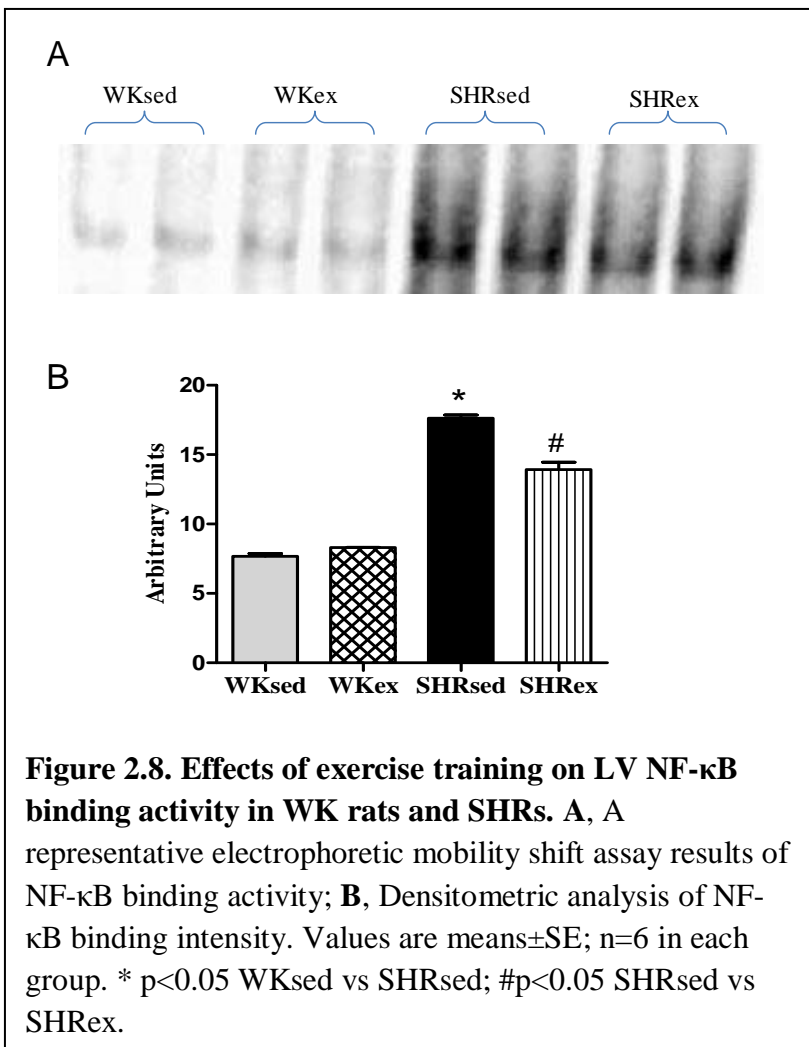 A
WKsed WKex SHRsed SHRex
B
20
15
10
5
0
Arbitrary Units
*
#
WKsed WKex SHRsed SHRex
Figure 2.8. Effects of exercise training on LV NF-κB
binding activity in WK rats and SHRs. A, A
representative electrophoretic mobility shift assay results of
NF-κB binding activity; B, Densitometric analysis of NF-
κB binding intensity. Values are means±SE; n=6 in each
group. * p<0.05 WKsed vs SHRsed; #p<0.05 SHRsed vs
SHRex.